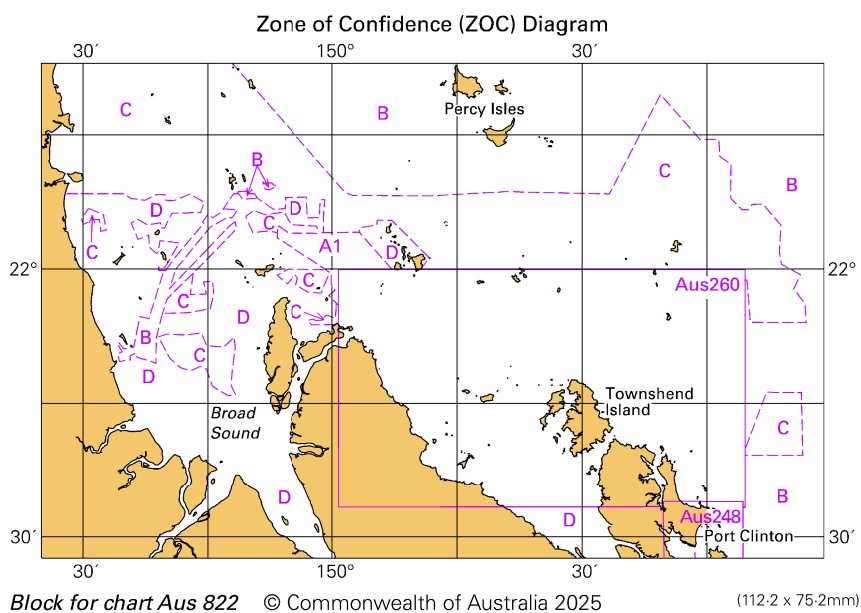 Zone of Confidence (ZOC) Diagram
30´ 150° 30´
C
B
Percy Isles
B
C
B
D
D
C
C
A1
D
22° 22°
C
Aus260
C
D
C
B
C
D
Townshend
Island
Broad
Sound
C
D
B
D
Aus248
30´ Port Clinton 30´
30´ 150° 30´
Block for chart Aus 822 © Commonwealth of Australia 2025 (112·2 x 75·2mm)